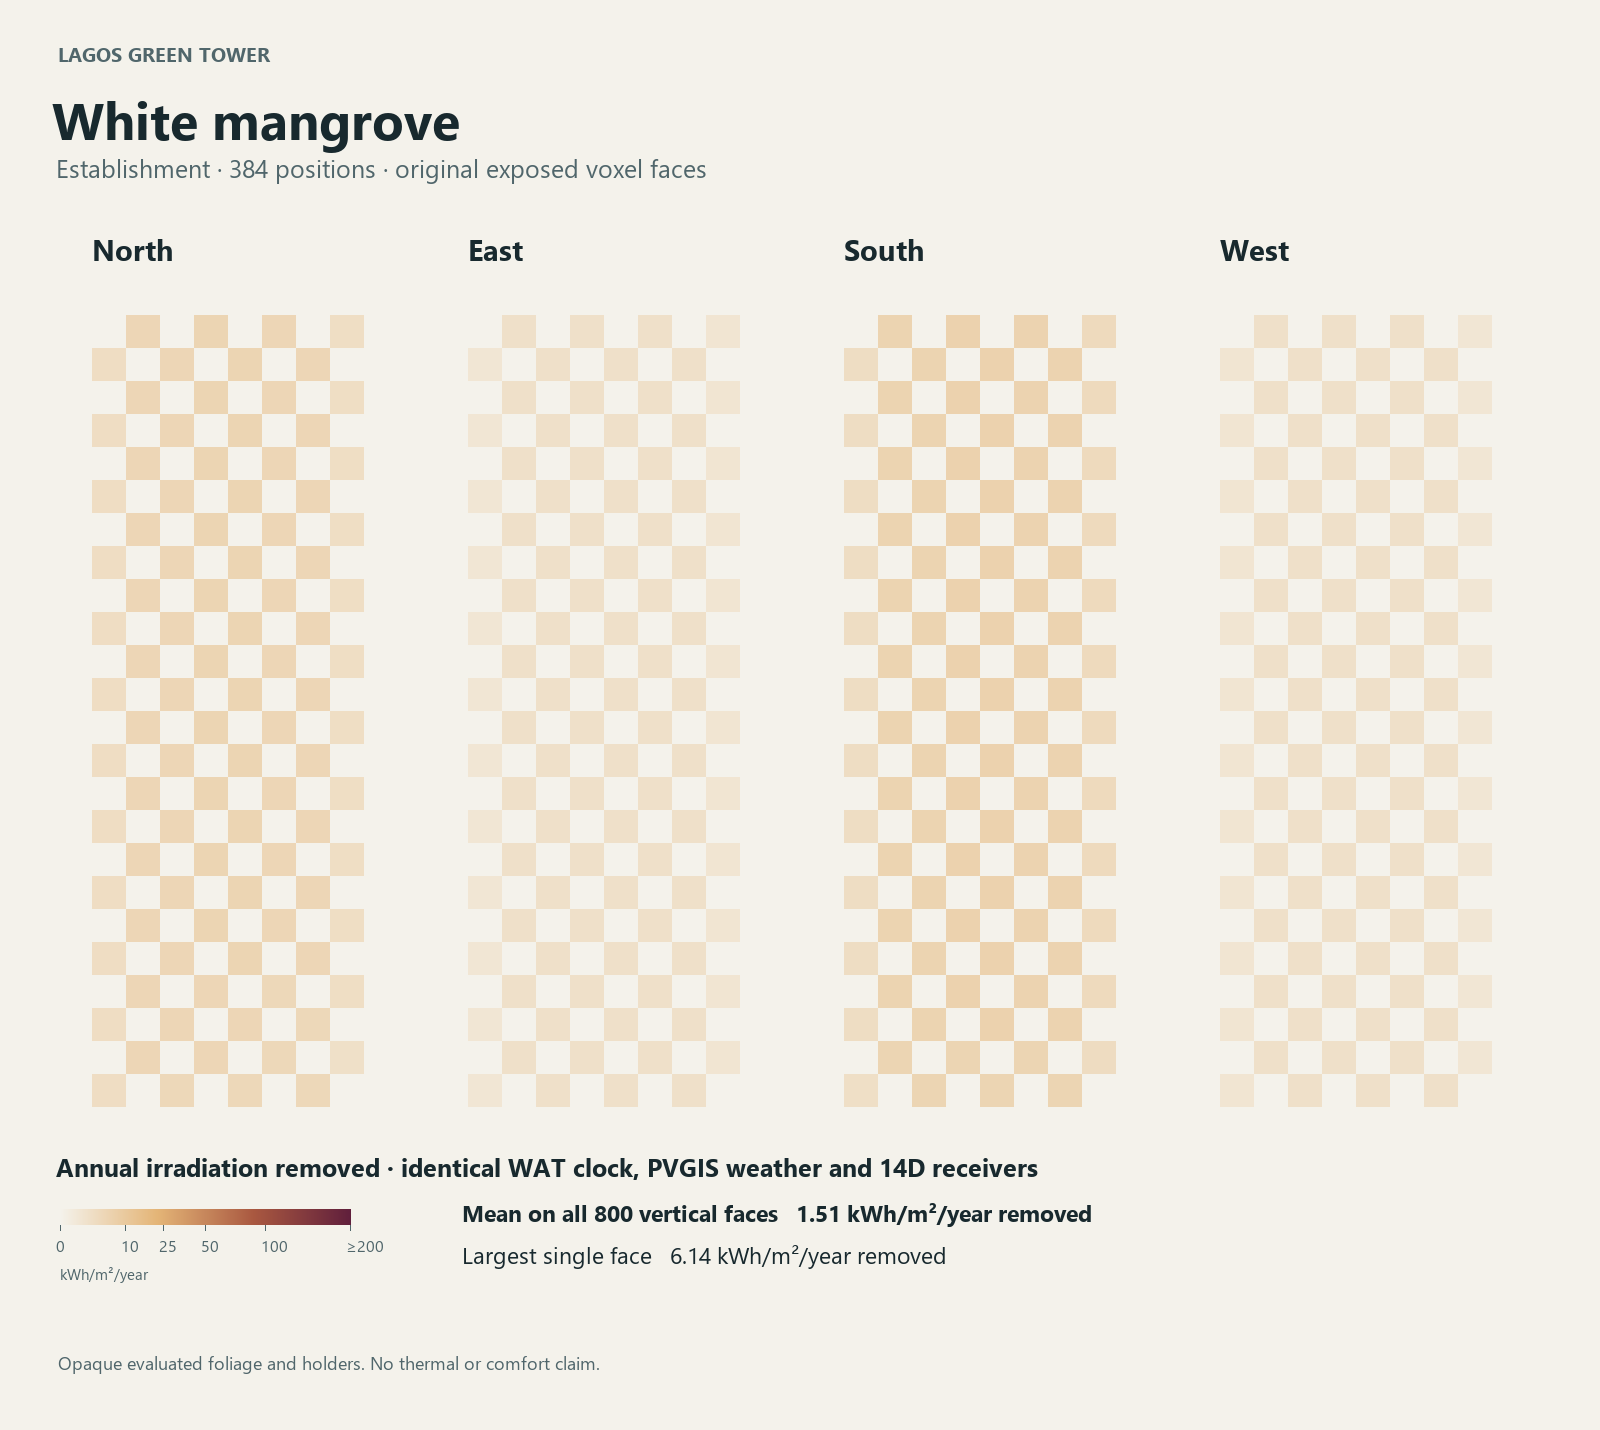 LAGOS GREEN TOWER
White mangrove
Establishment · 384 positions · original exposed voxel faces
North East South West
Annual irradiation removed · identical WAT clock, PVGIS weather and 14D receivers
Mean on all 800 vertical faces 1.51 kWh/m²/year removed
0 10 25 50 100 ≥200
Largest single face 6.14 kWh/m²/year removed
kWh/m²/year
Opaque evaluated foliage and holders. No thermal or comfort claim.